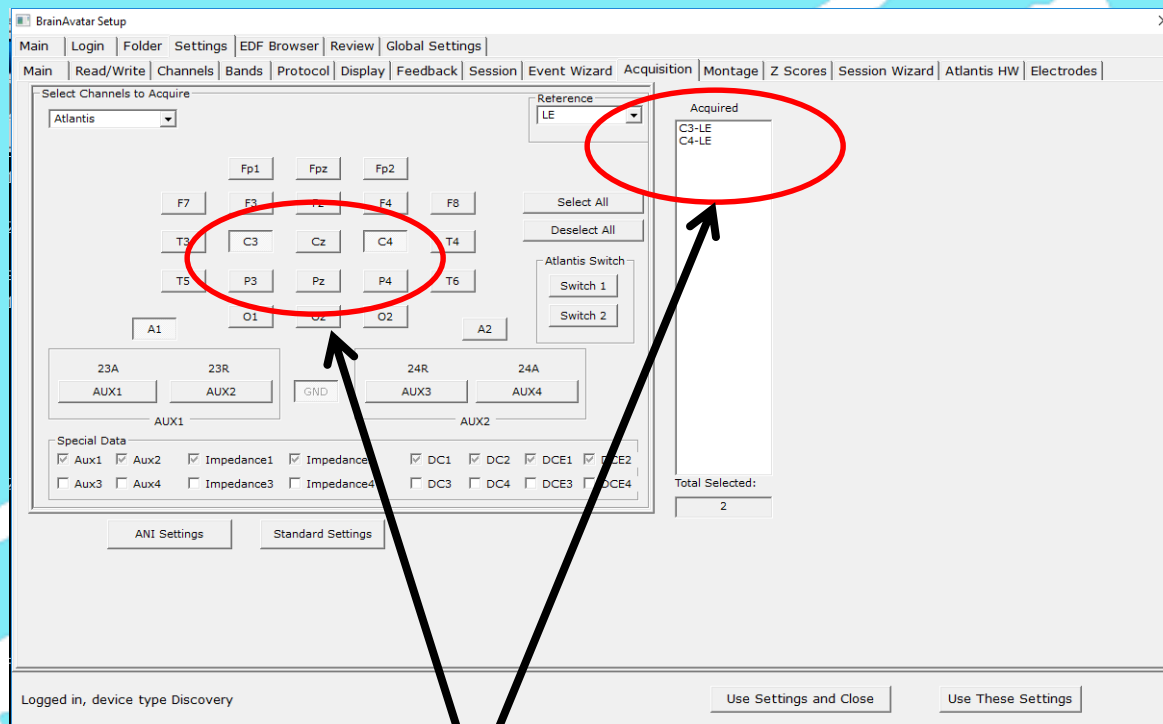 BrainAvatar Setup
Main Login Folder Settings EDF Browser Review Global Settings
Main Read/Write Channels Bands Protocol Display Feedback Session Event Wizard Acquisition Montage Z Scores Session Wizard Atlantis HW Electrodes
Select Channels to Acquire
Atlantis
Reference
LE
Acquired
C3-LE
C4-LE
Fp1 Fpz Fp2
F7 F3 Fz F4 F8
Select All
T3 C3 Cz C4 T4
Deselect All
T5 P3 Pz P4 T6
Atlantis Switch
Switch 1
Switch 2
O1 Oz O2
A1 A2
23A 23R 24R 24A
AUX1 AUX2 GND AUX3 AUX4
AUX1 AUX2
Special Data
Aux1 Aux2 Impedance1 Impedance DC1 DC2 DCE1 DCE2
Aux3 Aux4 Impedance3 Impedance4 DC3 DC4 DCE3 DCE4
Total Selected:
2
ANI Settings Standard Settings
Logged in, device type Discovery
Use Settings and Close Use These Settings